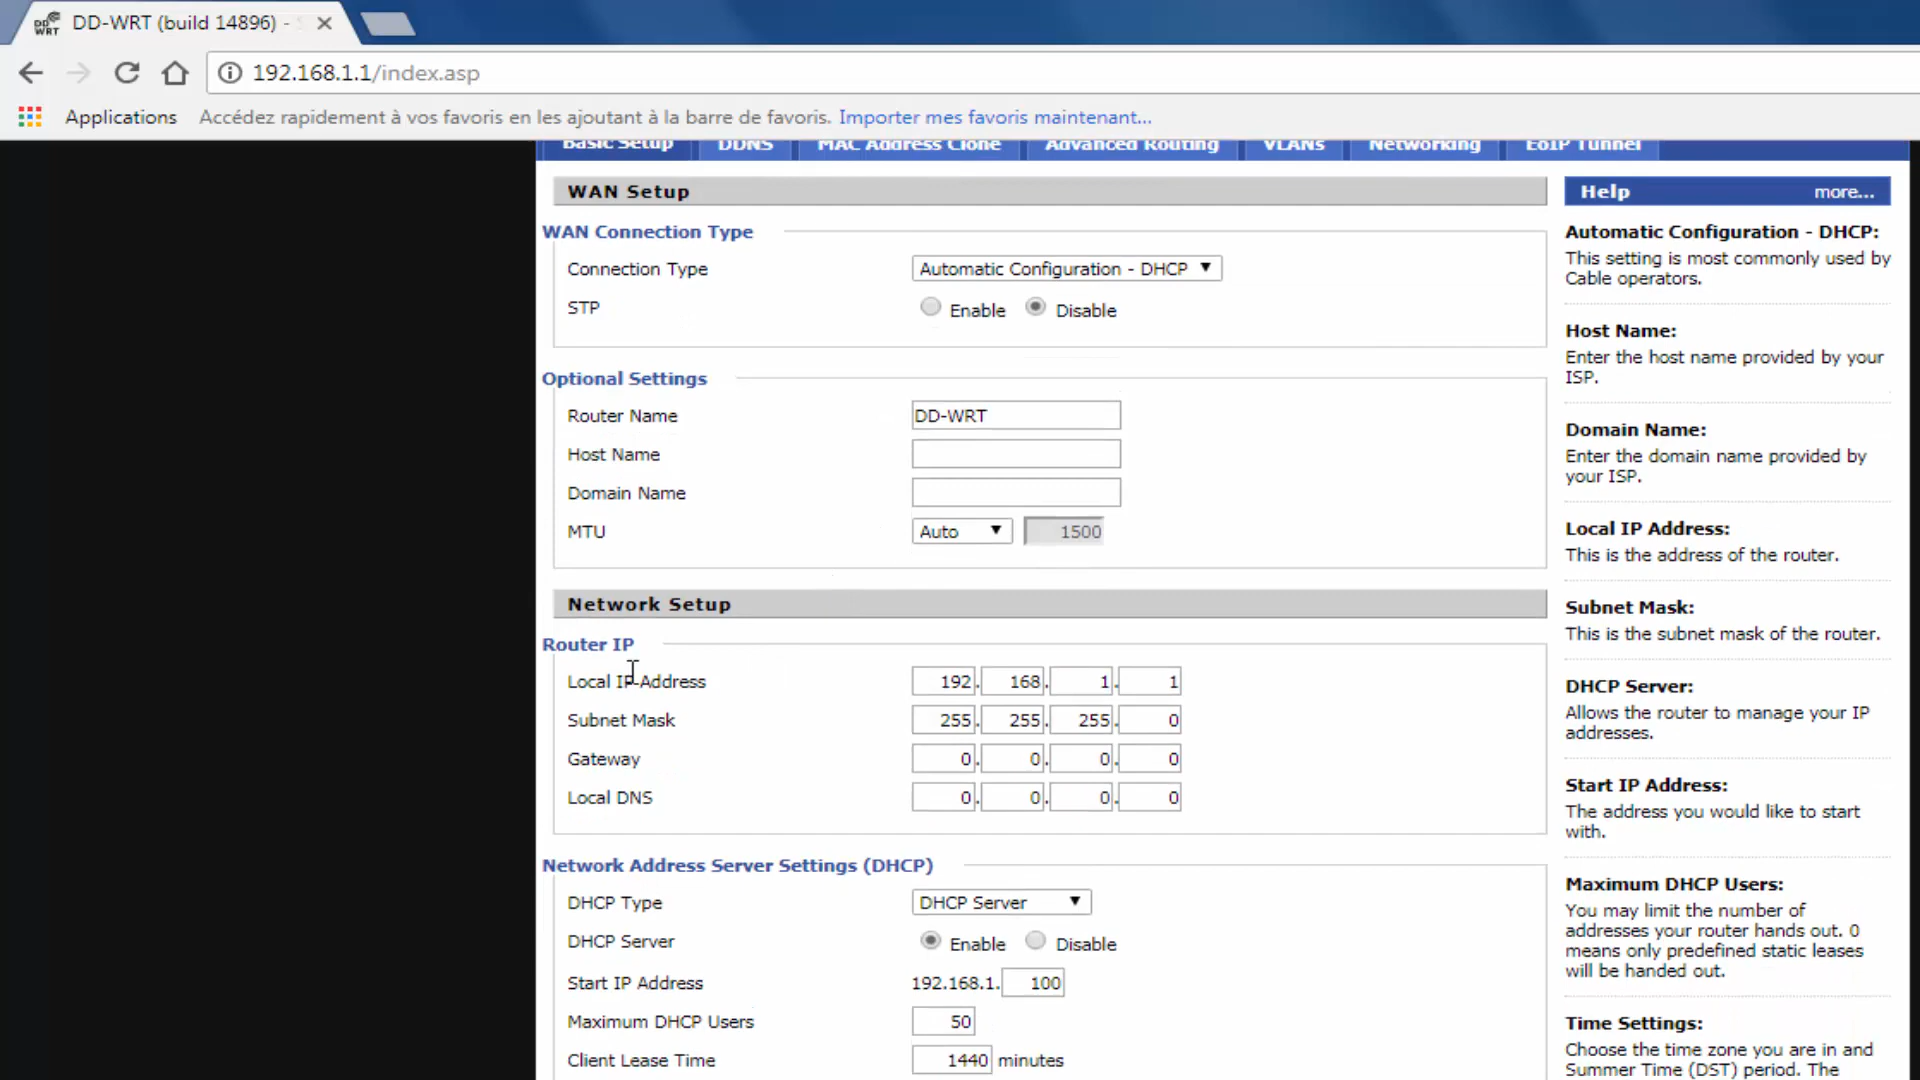 DD-WRT (build 14896) -
192.168.1.1/index.asp
Applications Accédez rapidement à vos favoris en les ajoutant à la barre de favoris. Importer mes favoris maintenant...
Basic Setup DDNS MAC Address Clone Advanced Routing VLANs Networking EoIP Tunnel
WAN Setup
WAN Connection Type
Connection Type Automatic Configuration - DHCP
STP Enable Disable
Optional Settings
Router Name DD-WRT
Host Name
Domain Name
MTU Auto 1500
Network Setup
Router IP
Local IP Address 192. 168. 1. 1
Subnet Mask 255. 255. 255. 0
Gateway 0. 0. 0. 0
Local DNS 0. 0. 0. 0
Network Address Server Settings (DHCP)
DHCP Type DHCP Server
DHCP Server Enable Disable
Start IP Address 192.168.1. 100
Maximum DHCP Users 50
Client Lease Time 1440 minutes
Help more...
Automatic Configuration - DHCP:
This setting is most commonly used by
Cable operators.
Host Name:
Enter the host name provided by your
ISP.
Domain Name:
Enter the domain name provided by
your ISP.
Local IP Address:
This is the address of the router.
Subnet Mask:
This is the subnet mask of the router.
DHCP Server:
Allows the router to manage your IP
addresses.
Start IP Address:
The address you would like to start
with.
Maximum DHCP Users:
You may limit the number of
addresses your router hands out. 0
means only predefined static leases
will be handed out.
Time Settings:
Choose the time zone you are in and
Summer Time (DST) period. The